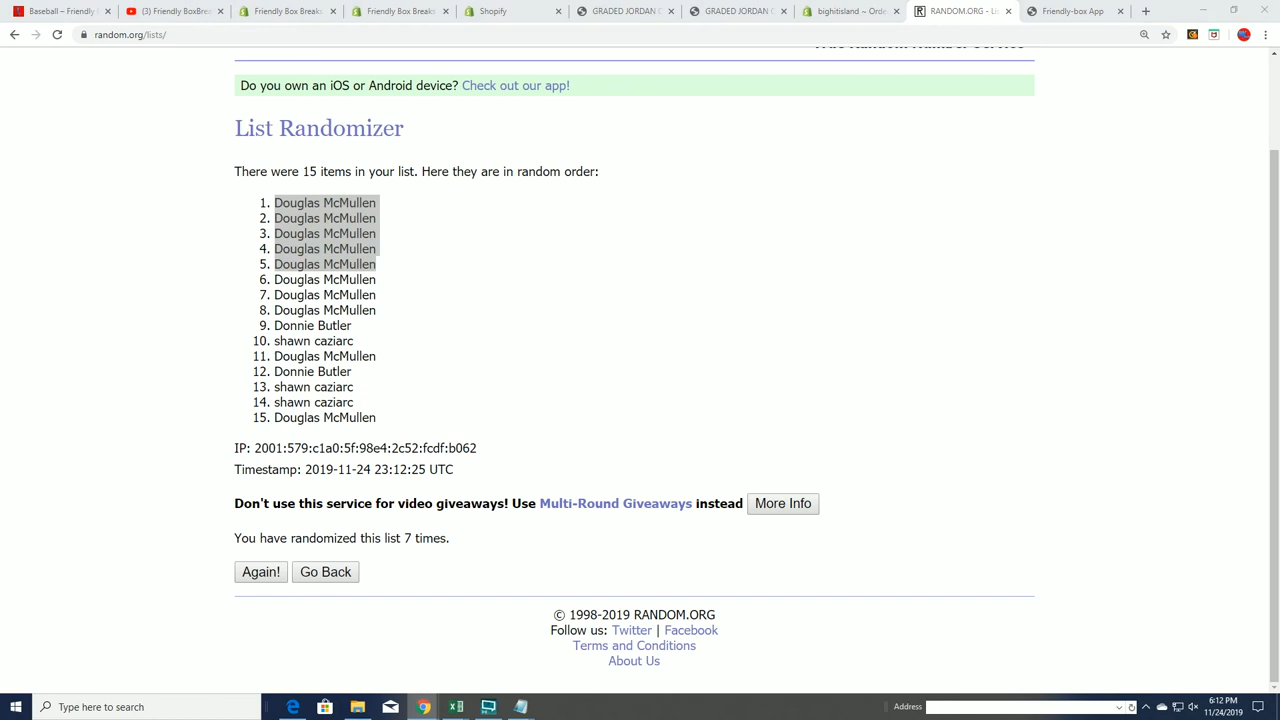 Baseball – Friendly
(3) Friendly BoxBrea
Friendly Box Breaks
Friendly Box Breaks
Shopify
GRADED JORDAN
GRADED JORDAN
bighitisland ~ Orde
RANDOM.ORG - Lis
Friendly-box App
random.org/lists/
Do you own an iOS or Android device? Check out our app!
List Randomizer
There were 15 items in your list. Here they are in random order:
1. Douglas McMullen
2. Douglas McMullen
3. Douglas McMullen
4. Douglas McMullen
5. Douglas McMullen
6. Douglas McMullen
7. Douglas McMullen
8. Douglas McMullen
9. Donnie Butler
10. shawn caziarc
11. Douglas McMullen
12. Donnie Butler
13. shawn caziarc
14. shawn caziarc
15. Douglas McMullen
IP: 2001:579:c1a0:5f:98e4:2c52:fcdf:b062
Timestamp: 2019-11-24 23:12:25 UTC
Don't use this service for video giveaways! Use Multi-Round Giveaways instead More Info
You have randomized this list 7 times.
Again! Go Back
© 1998-2019 RANDOM.ORG
Follow us: Twitter | Facebook
Terms and Conditions
About Us
Type here to search
Address
6:12 PM
11/24/2019